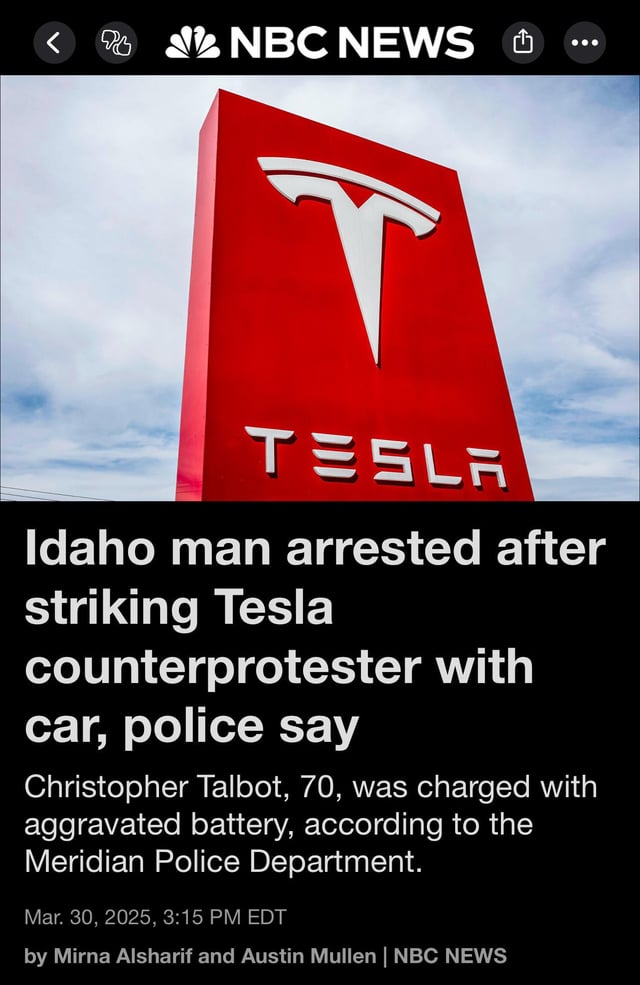 NBC NEWS
TESLA
Idaho man arrested after
striking Tesla
counterprotester with
car, police say
Christopher Talbot, 70, was charged with
aggravated battery, according to the
Meridian Police Department.
Mar. 30, 2025, 3:15 PM EDT
by Mirna Alsharif and Austin Mullen | NBC NEWS